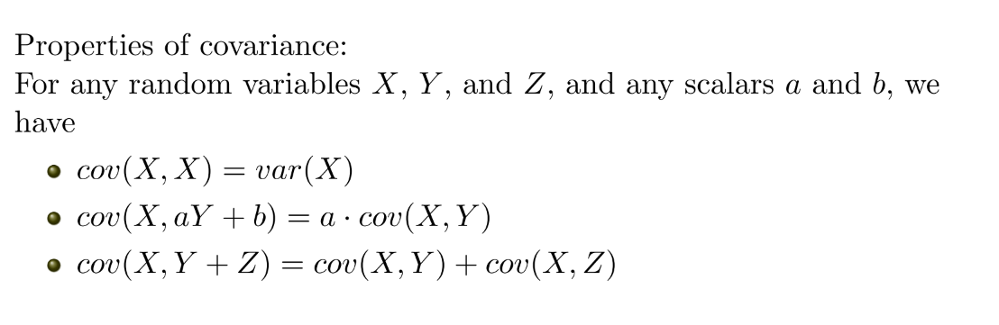 Properties of covariance:
For any random variables X, Y, and Z, and any scalars a and b, we
have
• cov(X, X) = var(X)
• cov(X, aY + b) = a · cov(X, Y)
• cov(X, Y + Z) = cov(X, Y) + cov(X, Z)